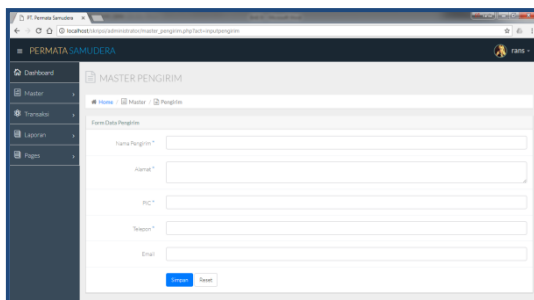 PT. Permata Samudera
localhost/skripsi/administrator/master_pengirim.php?act=inputpengirim
PERMATA SAMUDERA
rans
Dashboard
MASTER PENGIRIM
Master
Home / Master / Pengirim
Transaksi
Form Data Pengirim
Laporan
Nama Pengirim *
Pages
Alamat *
PIC *
Telepon *
Email
Simpan Reset